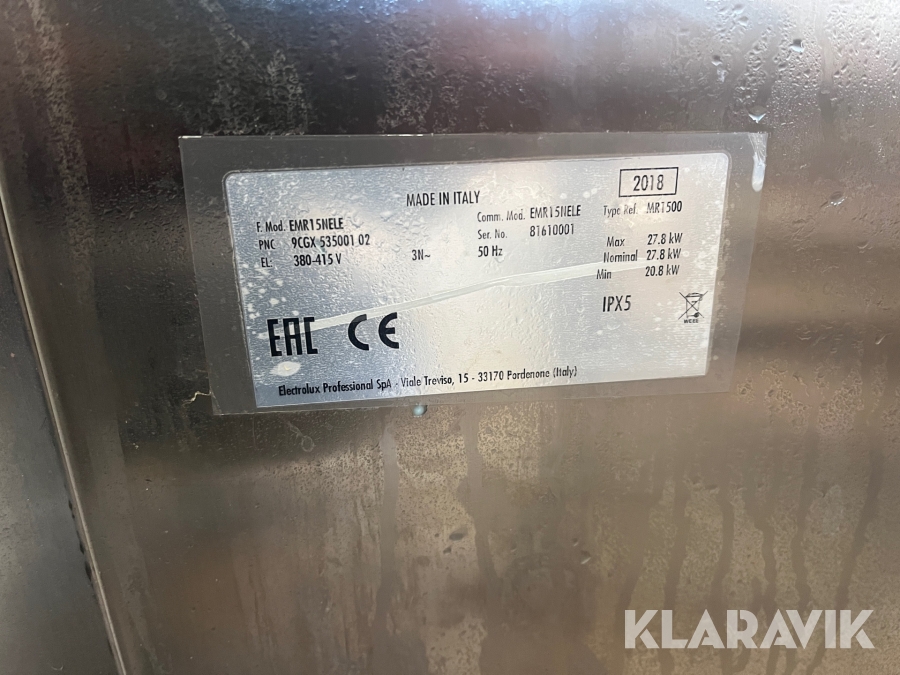 MADE IN ITALY
2018
F. Mod. EMR15NELE Comm. Mod. EMR15NELE Type Ref. MR1500
PNC 9CGX 535001 02 Ser. No. 81610001
EL: 380-415 V 3N~ 50 Hz
Max 27.8 kW
Nominal 27.8 kW
Min 20.8 kW
IPX5
WEEE
EAC CE
Electrolux Professional SpA - Viale Treviso, 15 - 33170 Pordenone (Italy)
KLARAVIK